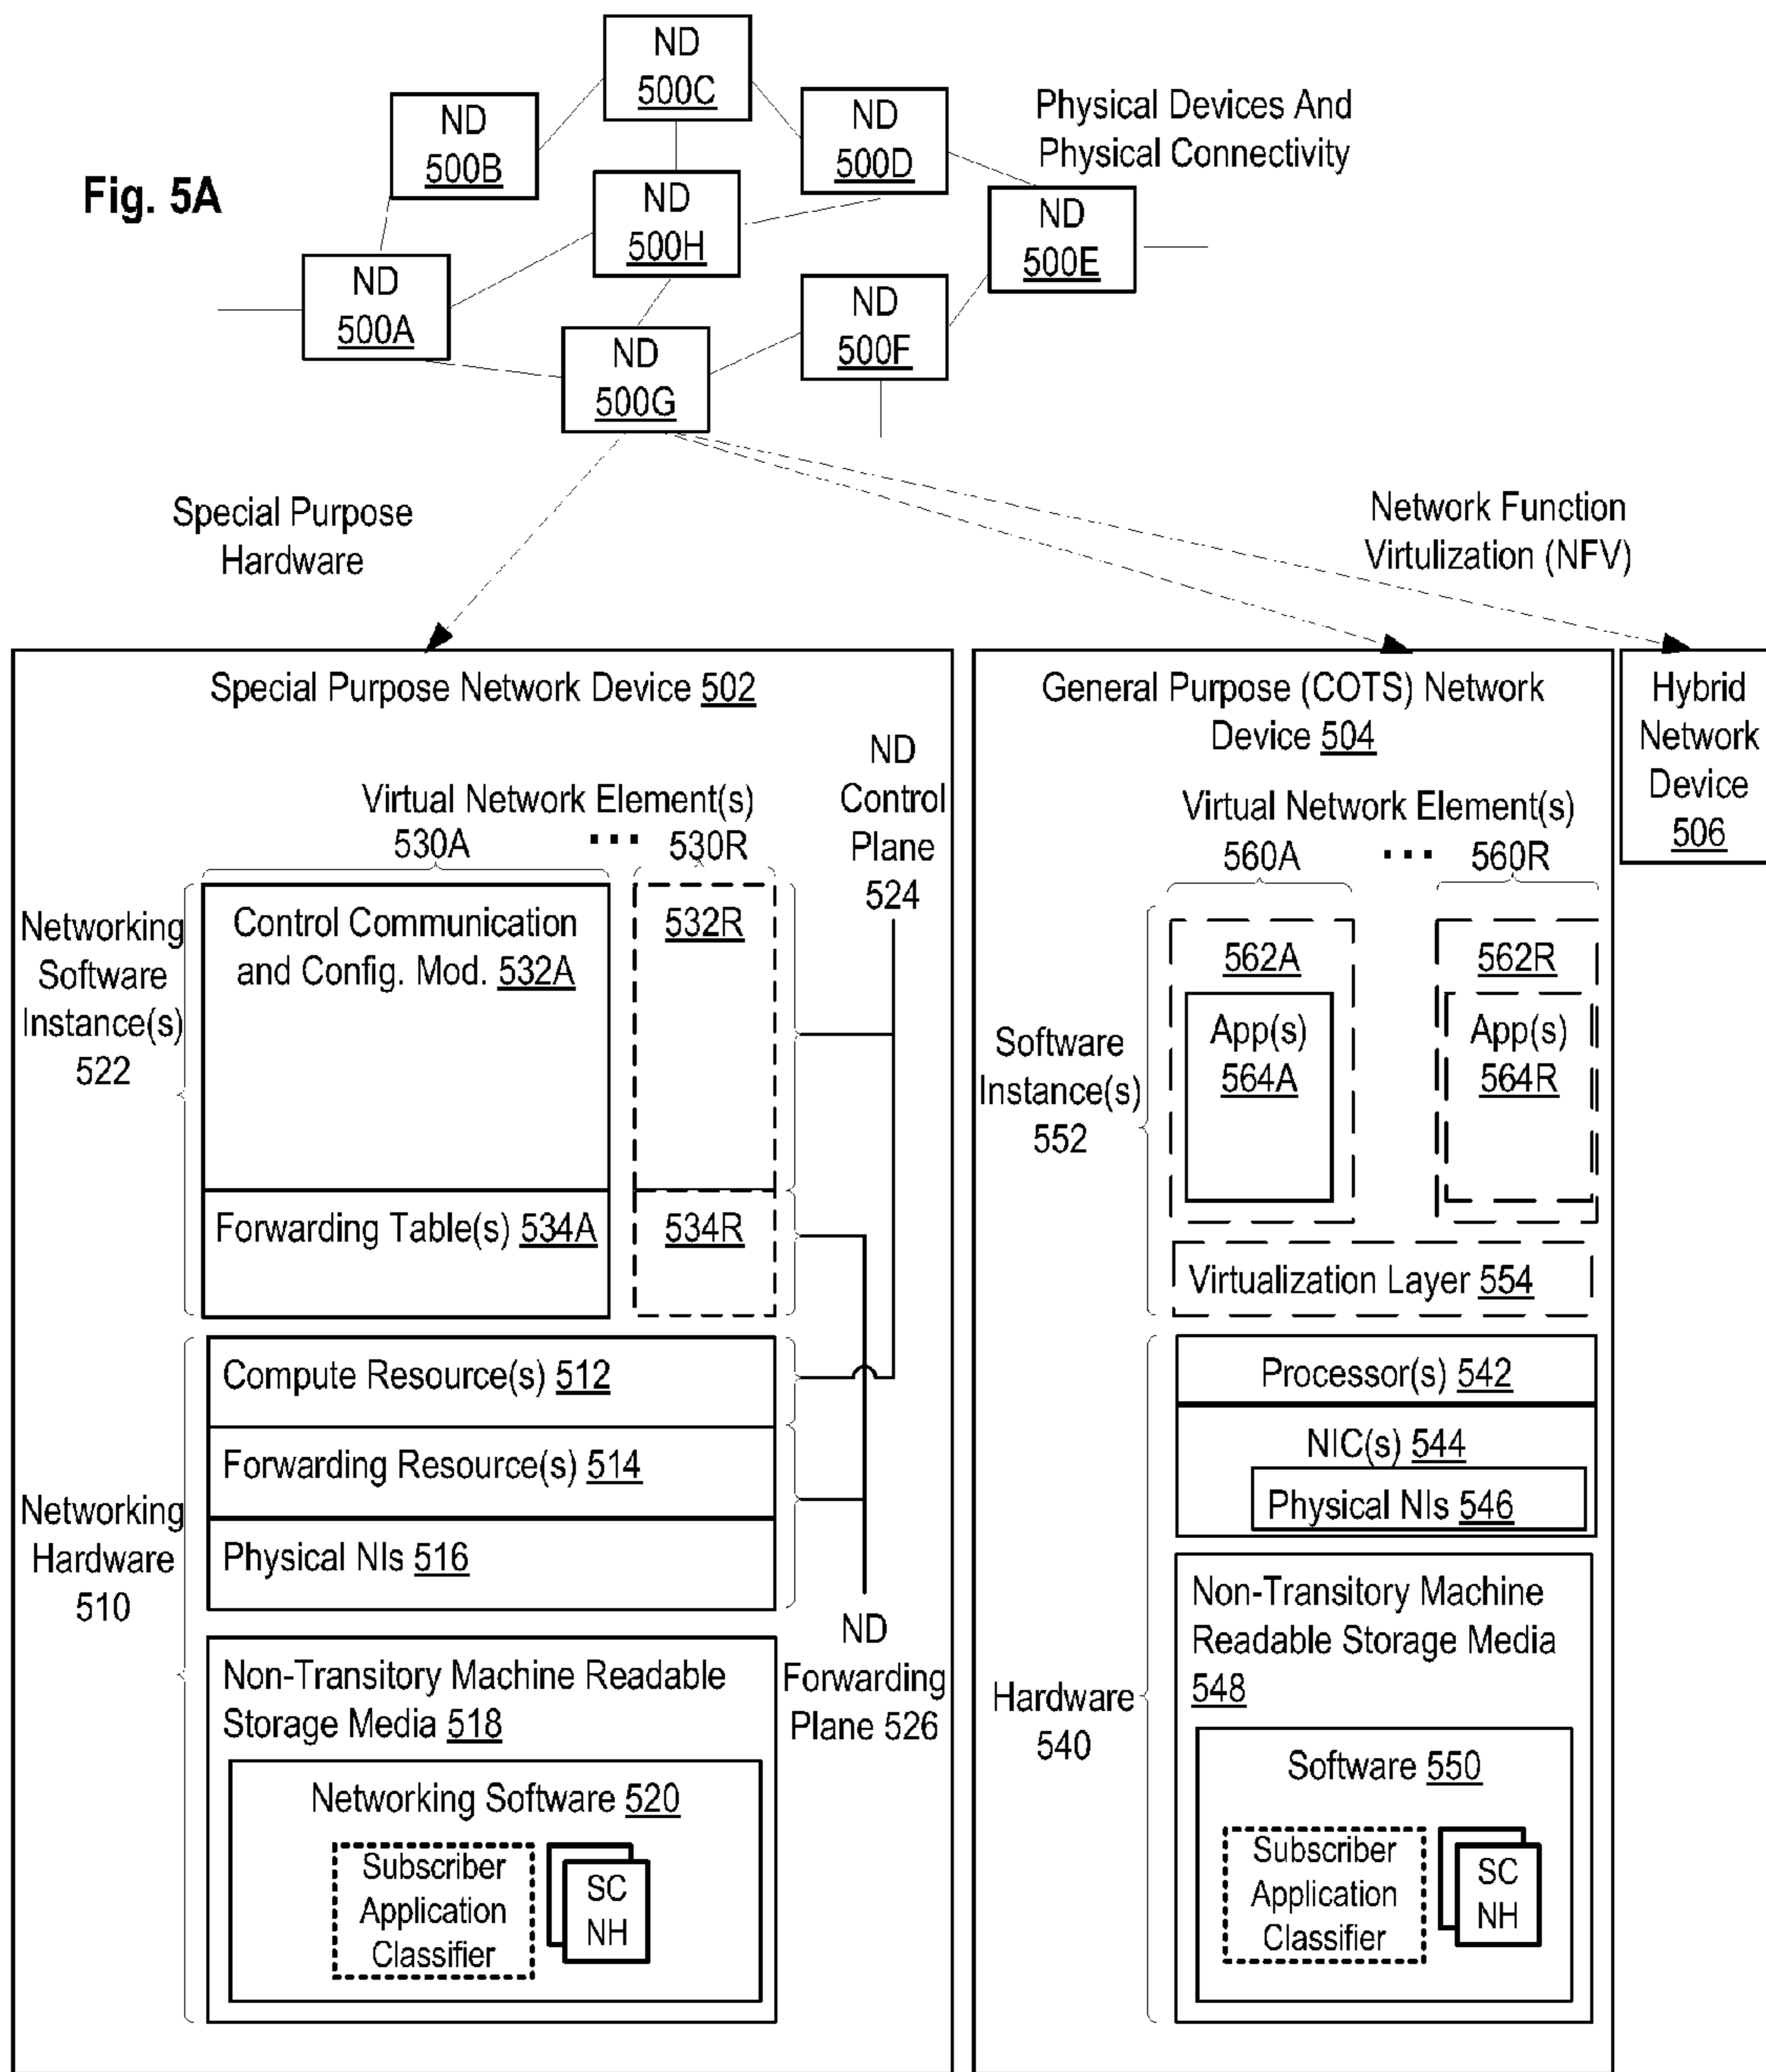 Fig. 5A
ND
500C
ND
500B
ND
500D
Physical Devices And
Physical Connectivity
ND
500H
ND
500E
ND
500A
ND
500F
ND
500G
Special Purpose
Hardware
Network Function
Virtulization (NFV)
Special Purpose Network Device 502
ND
Control
Plane
524
Virtual Network Element(s)
530A ... 530R
Networking
Software
Instance(s)
522
Control Communication
and Config. Mod. 532A
532R
Forwarding Table(s) 534A
534R
Networking
Hardware
510
Compute Resource(s) 512
Forwarding Resource(s) 514
Physical NIs 516
ND
Forwarding
Plane 526
Non-Transitory Machine Readable
Storage Media 518
Networking Software 520
Subscriber
Application
Classifier
SC
NH
General Purpose (COTS) Network
Device 504
Virtual Network Element(s)
560A ... 560R
Software
Instance(s)
552
562A
App(s)
564A
562R
App(s)
564R
Virtualization Layer 554
Hardware
540
Processor(s) 542
NIC(s) 544
Physical NIs 546
Non-Transitory Machine
Readable Storage Media
548
Software 550
Subscriber
Application
Classifier
SC
NH
Hybrid
Network
Device
506